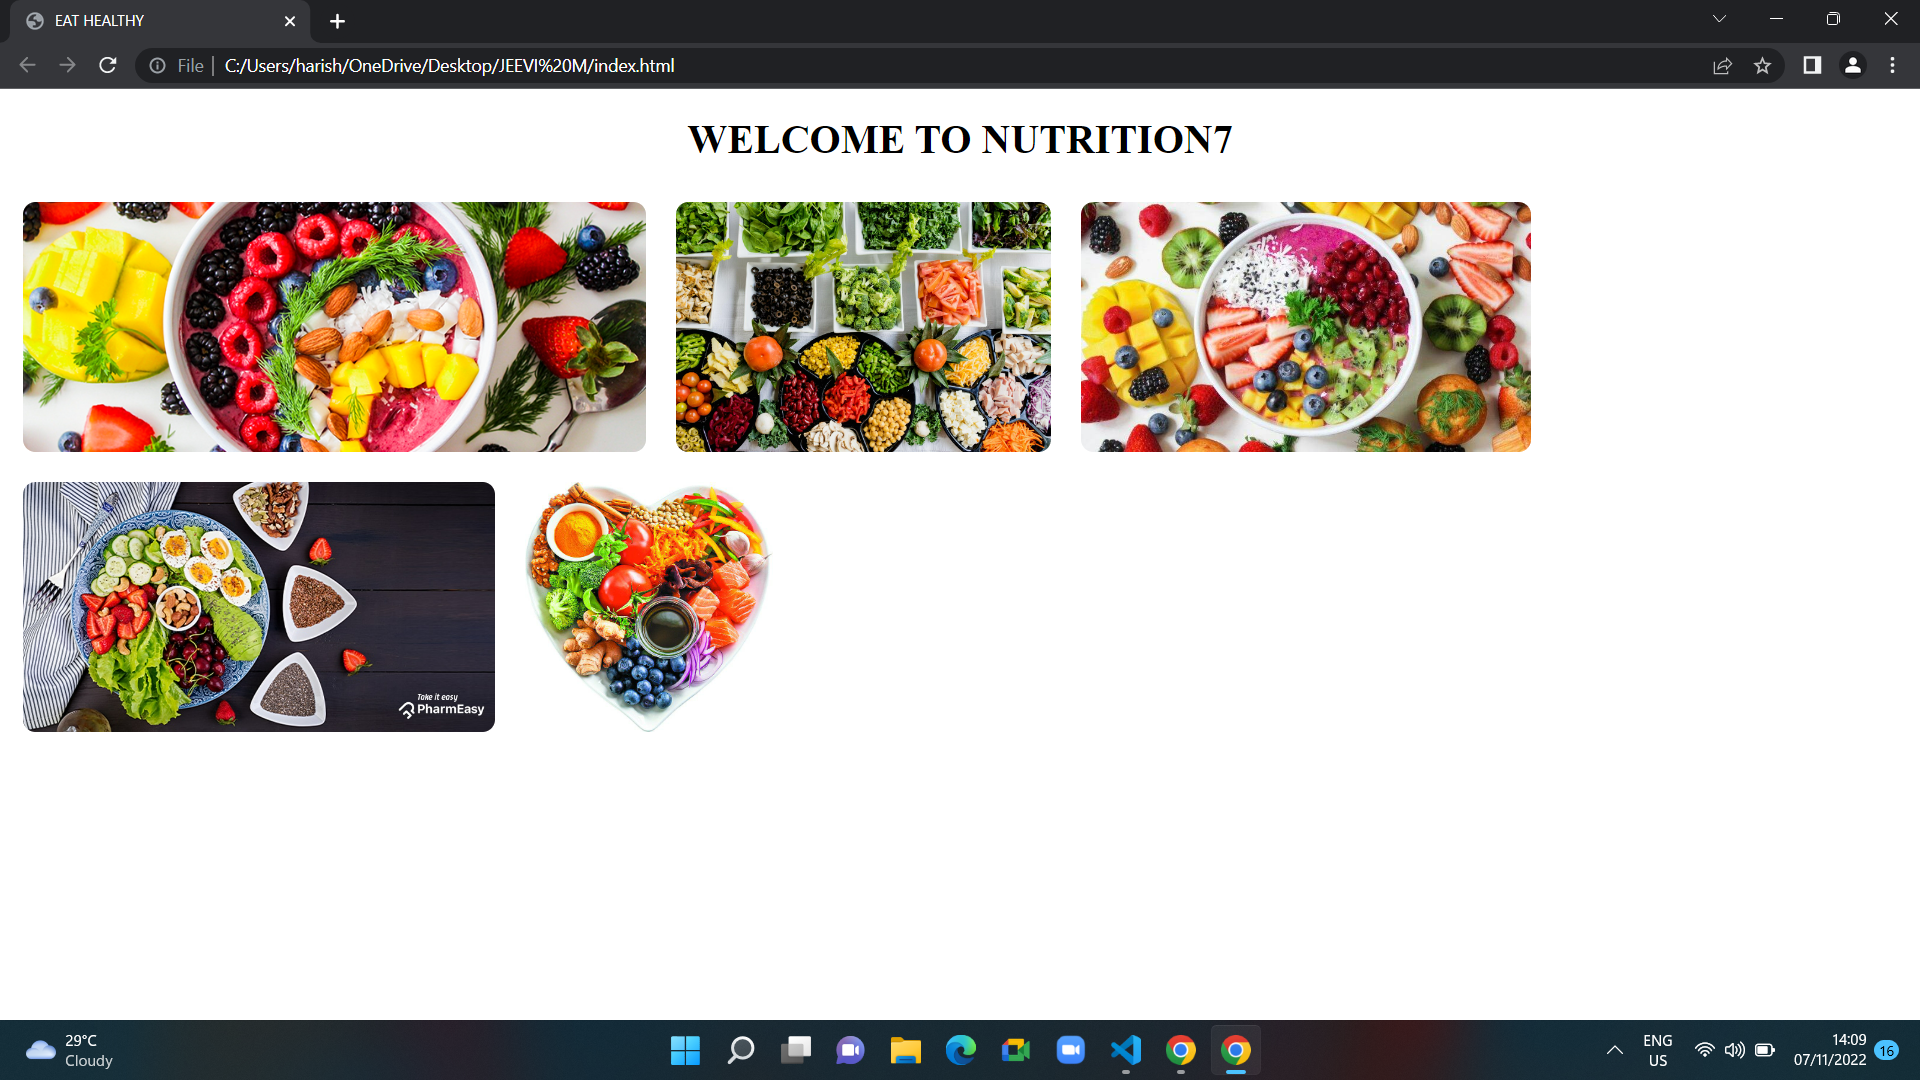 EAT HEALTHY
File
C:/Users/harish/OneDrive/Desktop/JEEVI%20M/index.html
WELCOME TO NUTRITION7
Take it easy
PharmEasy
29°C
Cloudy
ENG
US
14:09
07/11/2022
16